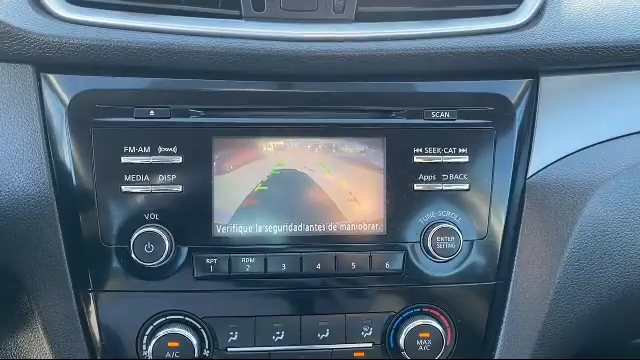 SCAN
FM·AM
SEEK·CAT
MEDIA DISP
Apps BACK
Verifique la seguridad antes de maniobrar.
VOL
TUNE·SCROLL
ENTER
SETTING
RPT
1
RDM
2
3
4
5
6
A/C
MAX
A/C